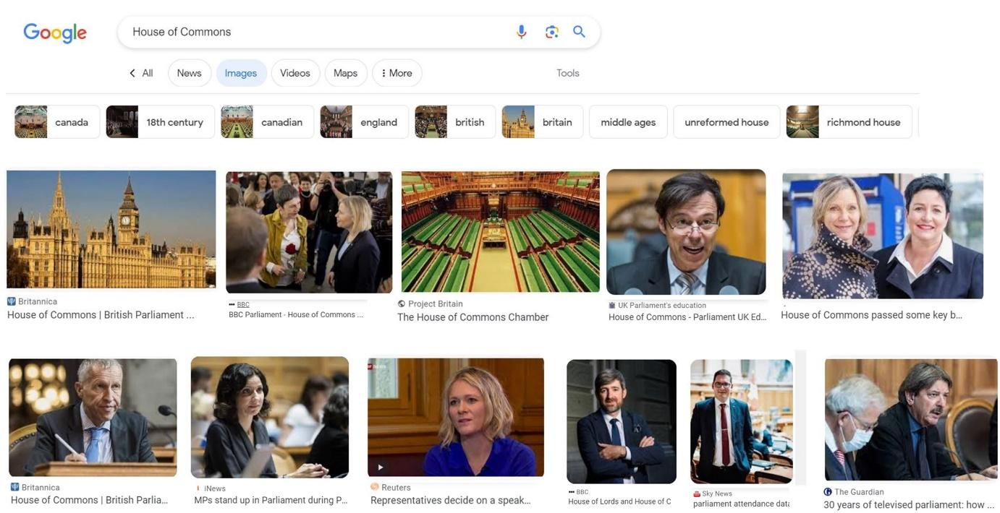 Google
House of Commons
All
News
Images
Videos
Maps
More
Tools
canada
18th century
canadian
england
british
britain
middle ages
unreformed house
richmond house
Britannica
House of Commons | British Parliament ...
BBC
BBC Parliament - House of Commons ...
Project Britain
The House of Commons Chamber
UK Parliament's education
House of Commons - Parliament UK Ed...
House of Commons passed some key b...
Britannica
House of Commons | British Parlia...
iNews
MPs stand up in Parliament during P...
Reuters
Representatives decide on a speak...
BBC
House of Lords and House of C
Sky News
parliament attendance data
The Guardian
30 years of televised parliament: how ...